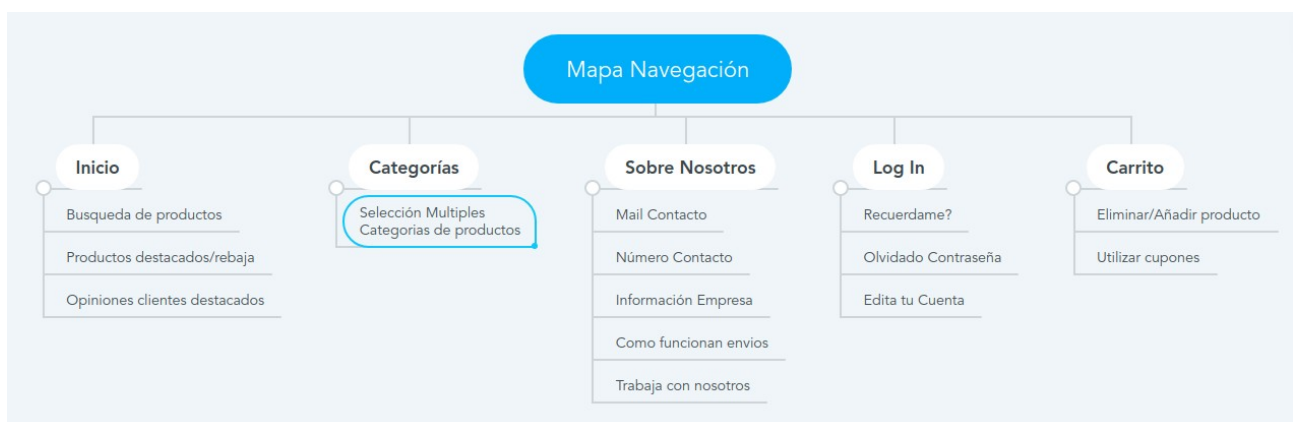 Mapa Navegación
Inicio
Busqueda de productos
Productos destacados/rebaja
Opiniones clientes destacados
Categorías
Selección Multiples
Categorias de productos
Sobre Nosotros
Mail Contacto
Número Contacto
Información Empresa
Como funcionan envios
Trabaja con nosotros
Log In
Recuerdame?
Olvidado Contraseña
Edita tu Cuenta
Carrito
Eliminar/Añadir producto
Utilizar cupones